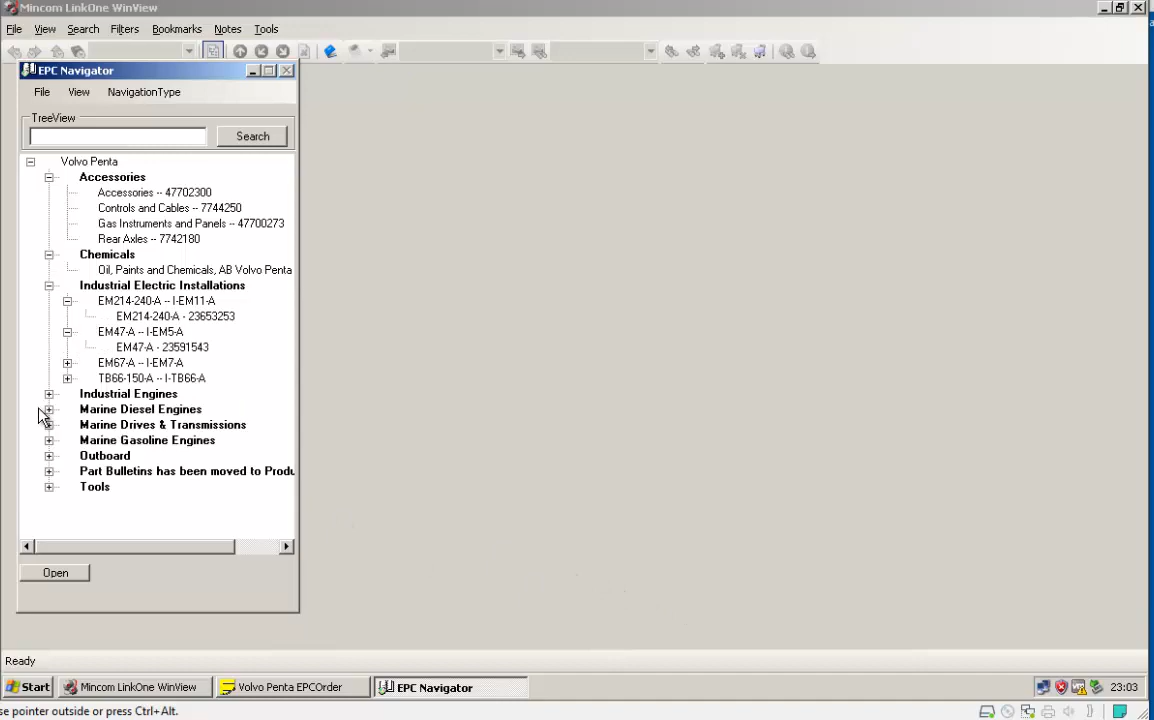 Mincom LinkOne WinView
File View Search Filters Bookmarks Notes Tools
EPC Navigator
File View NavigationType
TreeView
Search
Volvo Penta
Accessories
Accessories -- 47702300
Controls and Cables -- 7744250
Gas Instruments and Panels -- 47700273
Rear Axles -- 7742180
Chemicals
Oil, Paints and Chemicals, AB Volvo Penta
Industrial Electric Installations
EM214-240-A -- I-EM11-A
EM214-240-A - 23653253
EM47-A -- I-EM5-A
EM47-A - 23591543
EM67-A -- I-EM7-A
TB66-150-A -- I-TB66-A
Industrial Engines
Marine Diesel Engines
Marine Drives & Transmissions
Marine Gasoline Engines
Outboard
Part Bulletins has been moved to Produ
Tools
Open
Ready
Start Mincom LinkOne WinView Volvo Penta EPCOrder EPC Navigator 23:03
se pointer outside or press Ctrl+Alt.